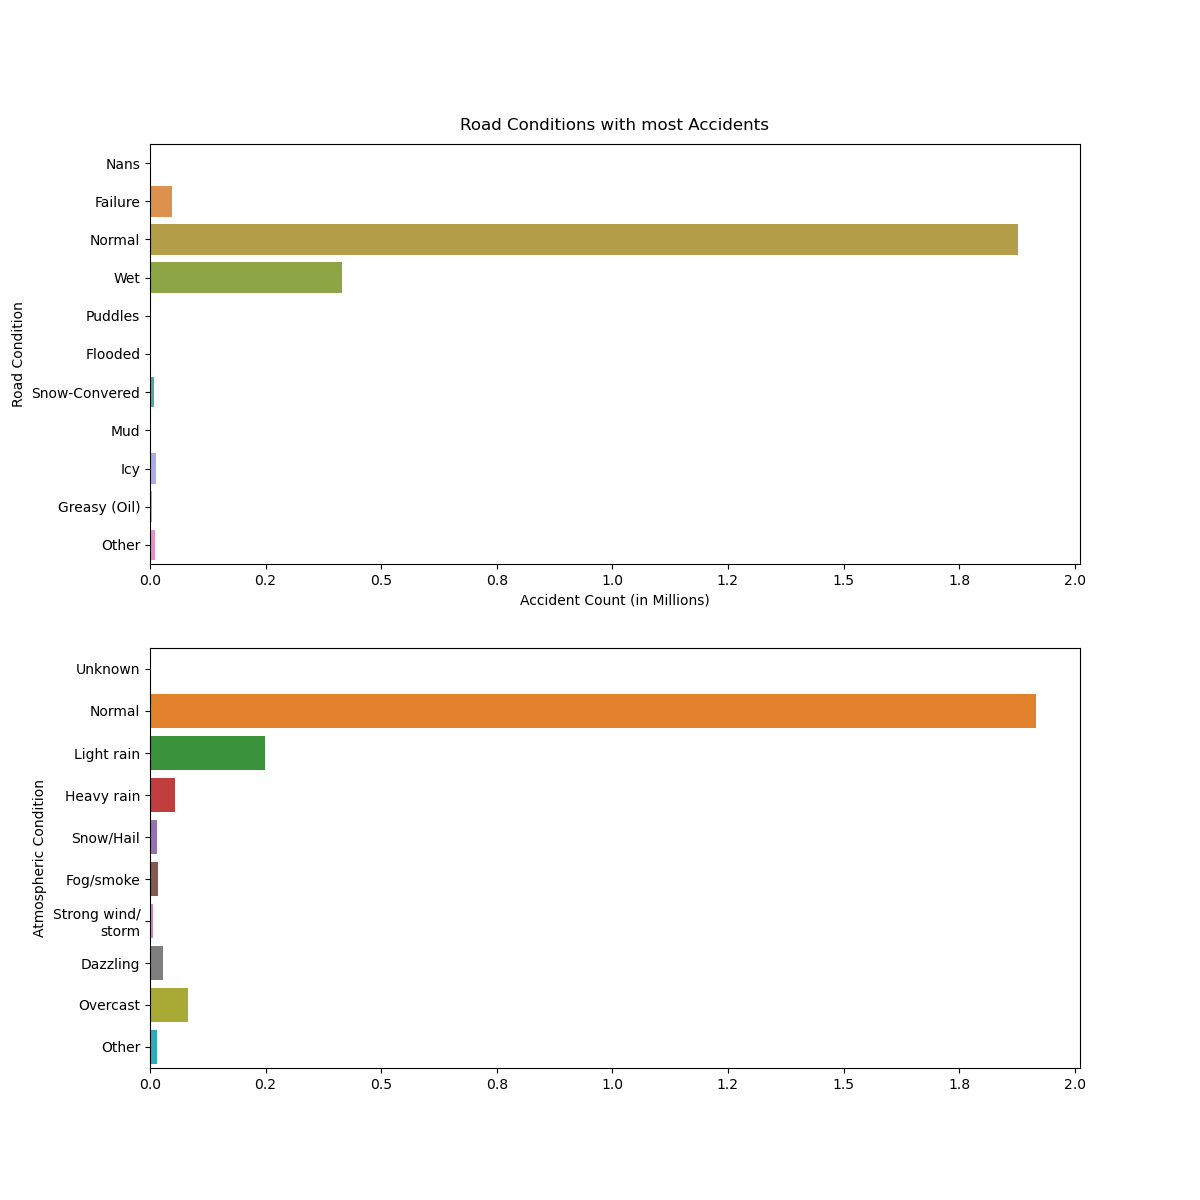 Road Conditions with most Accidents
Road Condition
Nans
Failure
Normal
Wet
Puddles
Flooded
Snow-Convered
Mud
Icy
Greasy (Oil)
Other
0.0 0.2 0.5 0.8 1.0 1.2 1.5 1.8 2.0
Accident Count (in Millions)
Atmospheric Condition
Unknown
Normal
Light rain
Heavy rain
Snow/Hail
Fog/smoke
Strong wind/
storm
Dazzling
Overcast
Other
0.0 0.2 0.5 0.8 1.0 1.2 1.5 1.8 2.0